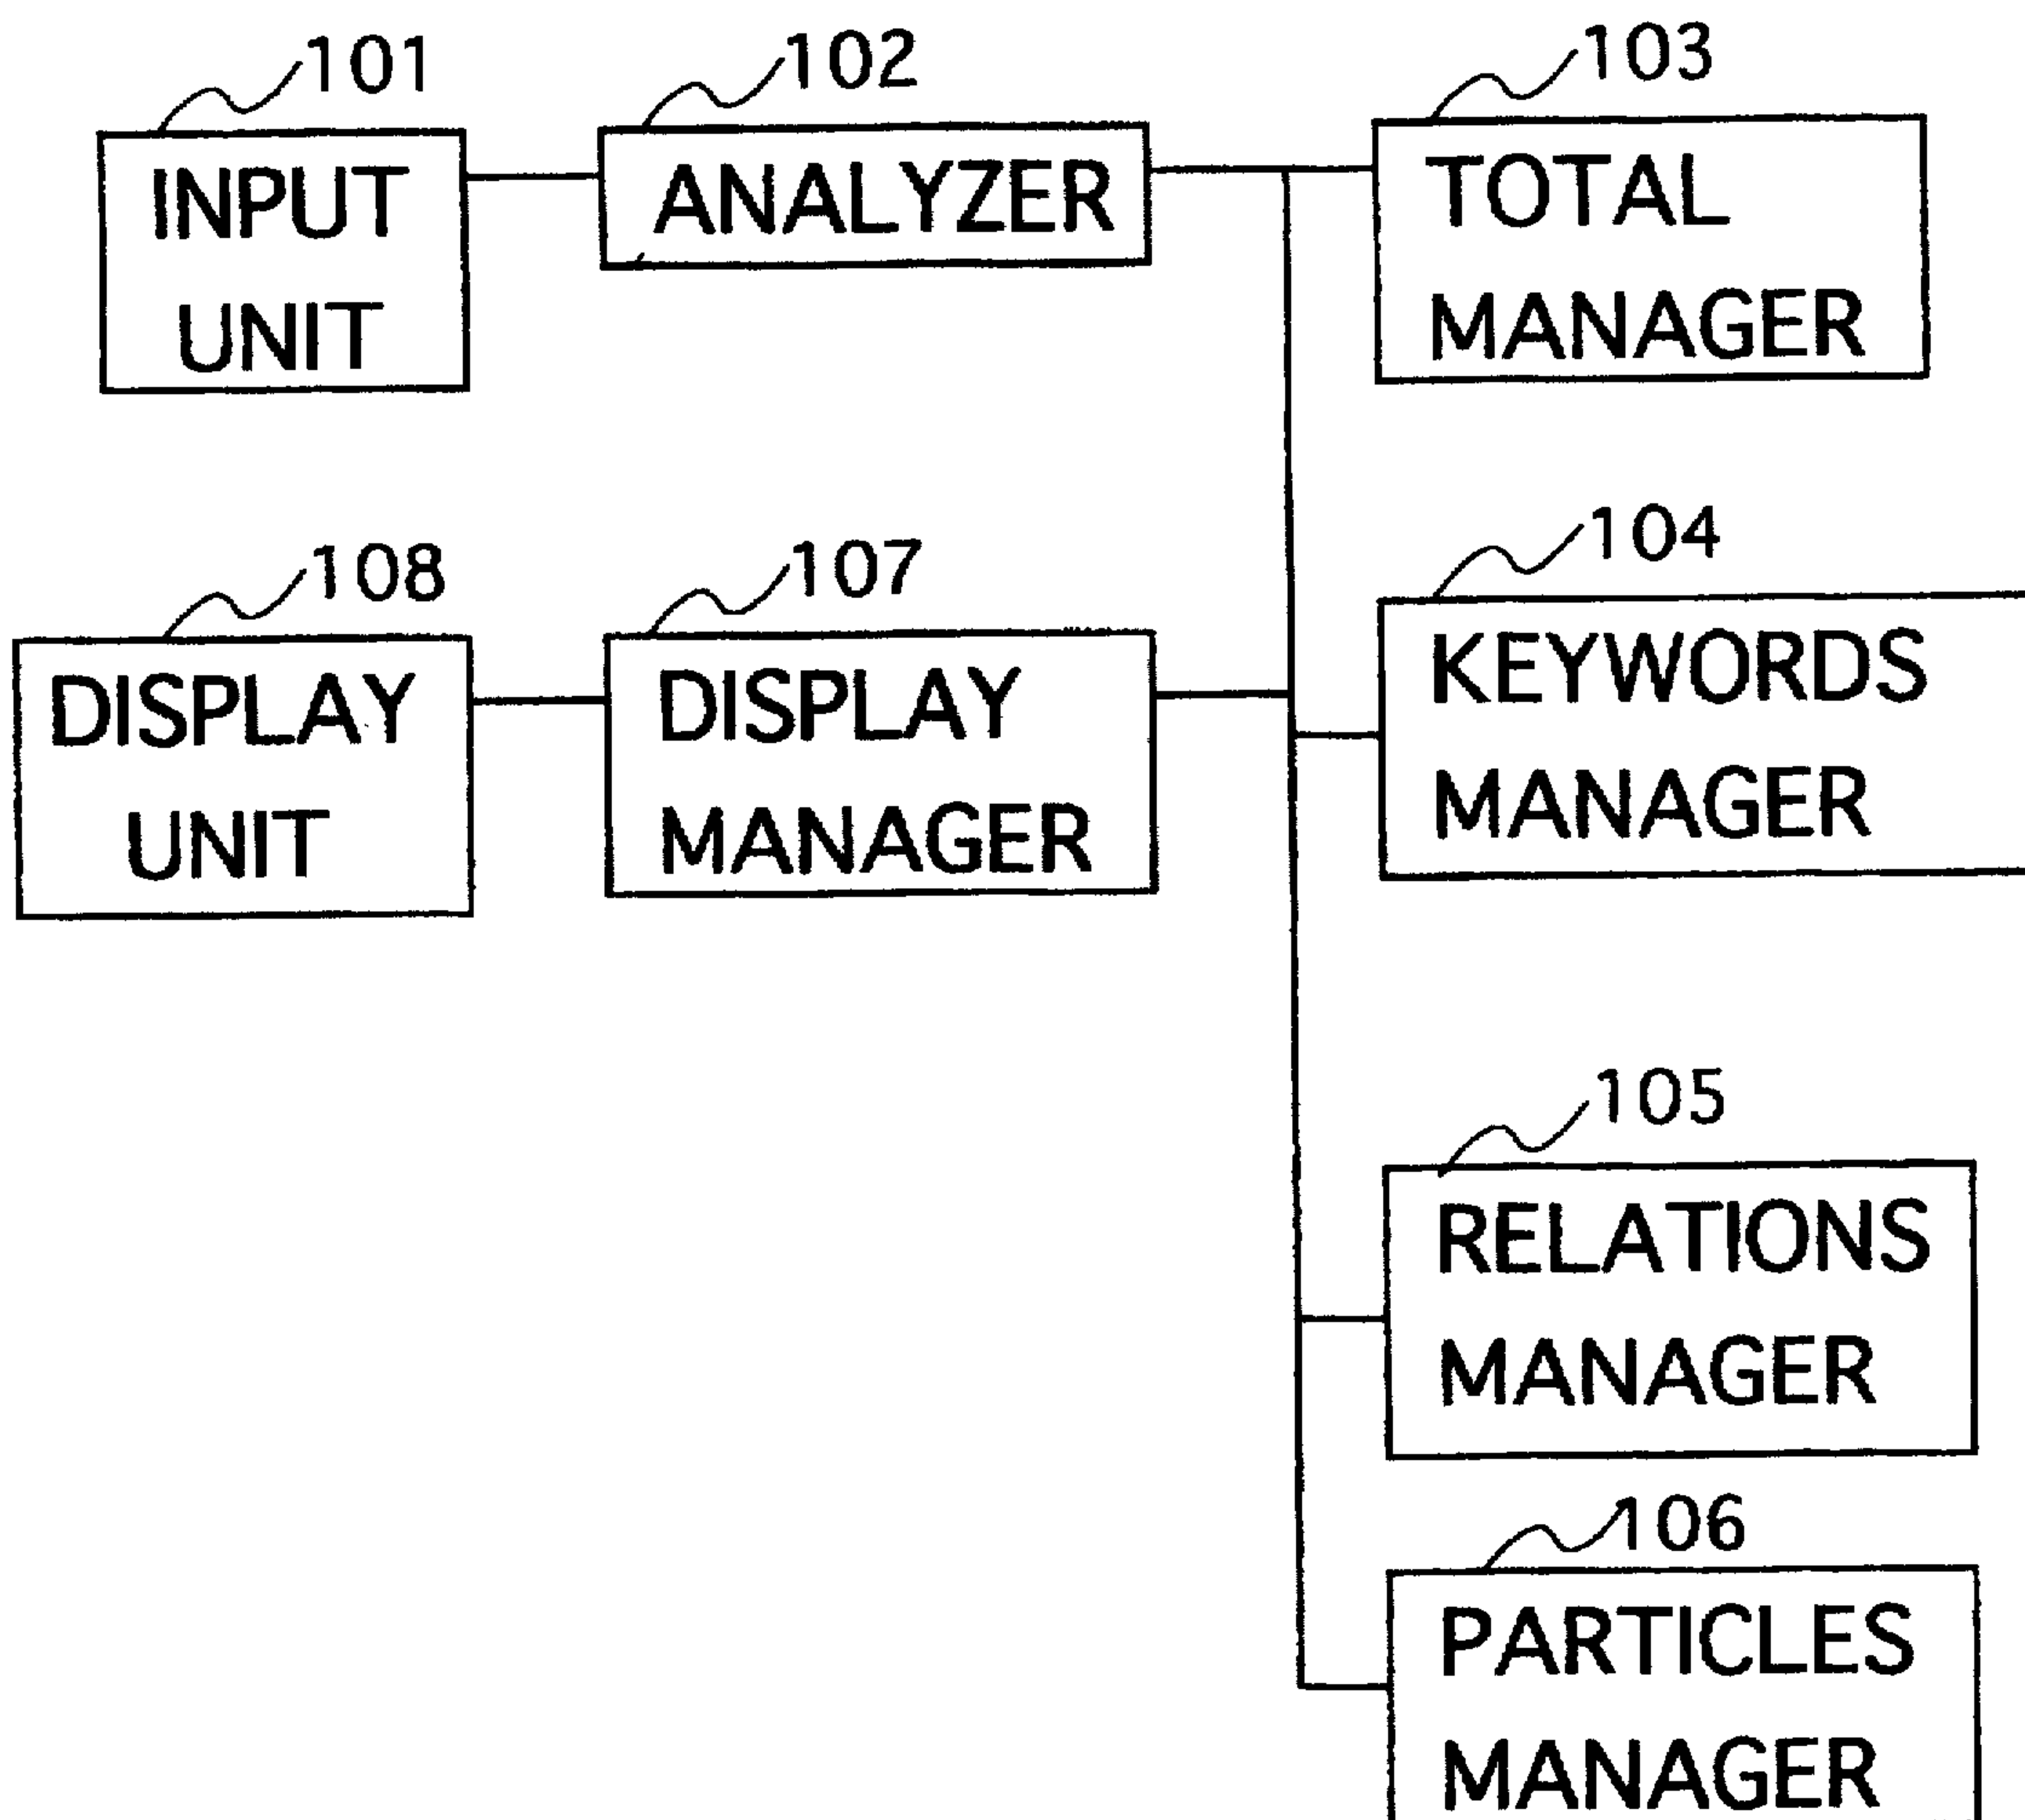 101
INPUT
UNIT
102
ANALYZER
103
TOTAL
MANAGER
108
DISPLAY
UNIT
107
DISPLAY
MANAGER
104
KEYWORDS
MANAGER
105
RELATIONS
MANAGER
106
PARTICLES
MANAGER